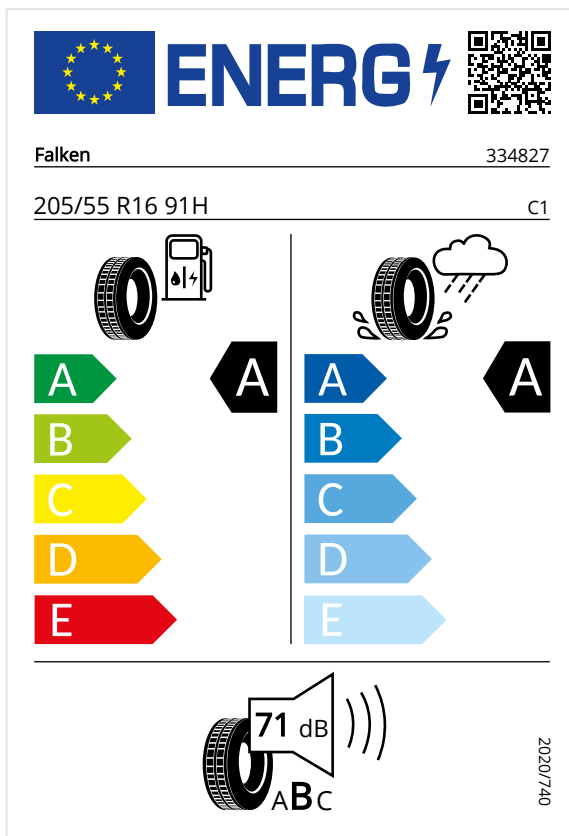 ENERG
Falken 334827
205/55 R16 91H C1
A A A A
B B
C C
D D
E E
71 dB
ABC
2020/740